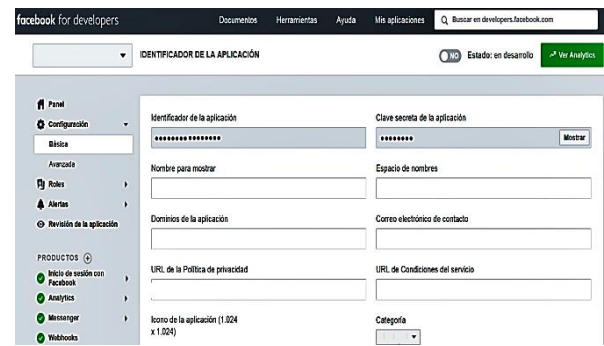 facebook for developers
Documentos Herramientas Ayuda Mis aplicaciones Buscar en developers.facebook.com
IDENTIFICADOR DE LA APLICACIÓN
NO Estado: en desarrollo Ver Analytics
Panel
Configuración
Básica
Avanzada
Roles
Alertas
Revisión de la aplicación
PRODUCTOS
Inicio de sesión con
Facebook
Analytics
Messenger
Webhooks
Identificador de la aplicación
Clave secreta de la aplicación
Mostrar
Nombre para mostrar
Espacio de nombres
Dominios de la aplicación
Correo electrónico de contacto
URL de la Política de privacidad
URL de Condiciones del servicio
Icono de la aplicación (1.024
x 1.024)
Categoría